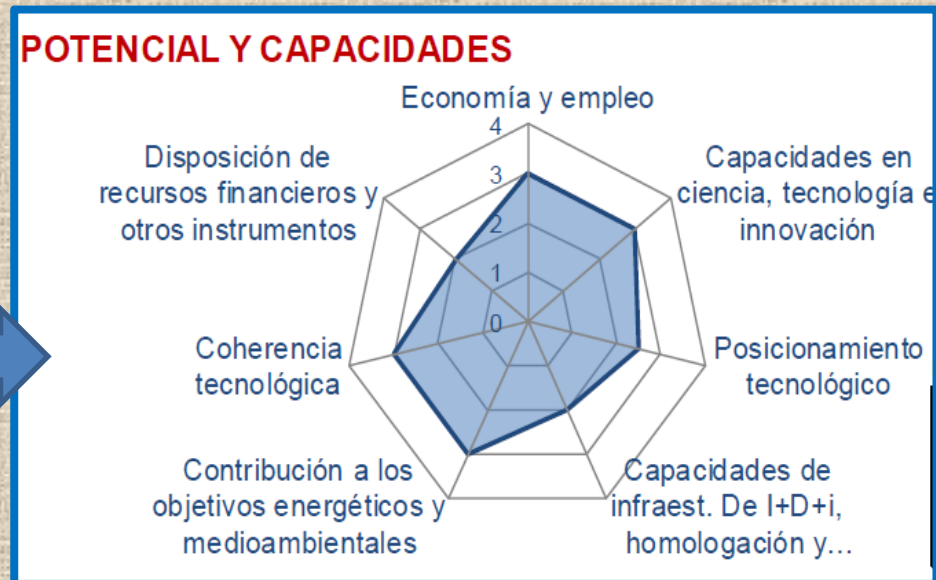 POTENCIAL Y CAPACIDADES
Economía y empleo
4
3
2
1
0
Capacidades en
ciencia, tecnología e
innovación
Posicionamiento
tecnológico
Capacidades de
infraest. De I+D+i,
homologación y...
Contribución a los
objetivos energéticos y
medioambientales
Coherencia
tecnológica
Disposición de
recursos financieros y
otros instrumentos